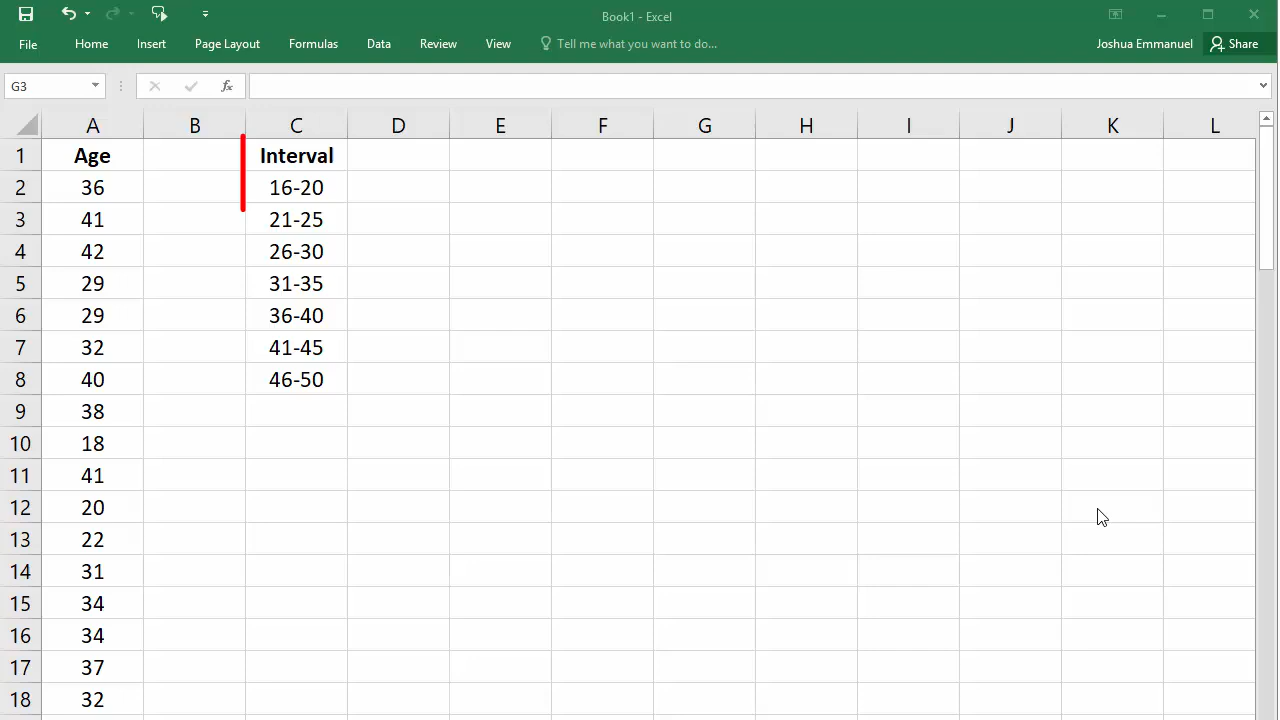 Book1 - Excel
File Home Insert Page Layout Formulas Data Review View Tell me what you want to do... Joshua Emmanuel Share
G3 fx
A B C D E F G H I J K L
1 Age Interval
2 36 16-20
3 41 21-25
4 42 26-30
5 29 31-35
6 29 36-40
7 32 41-45
8 40 46-50
9 38
10 18
11 41
12 20
13 22
14 31
15 34
16 34
17 37
18 32